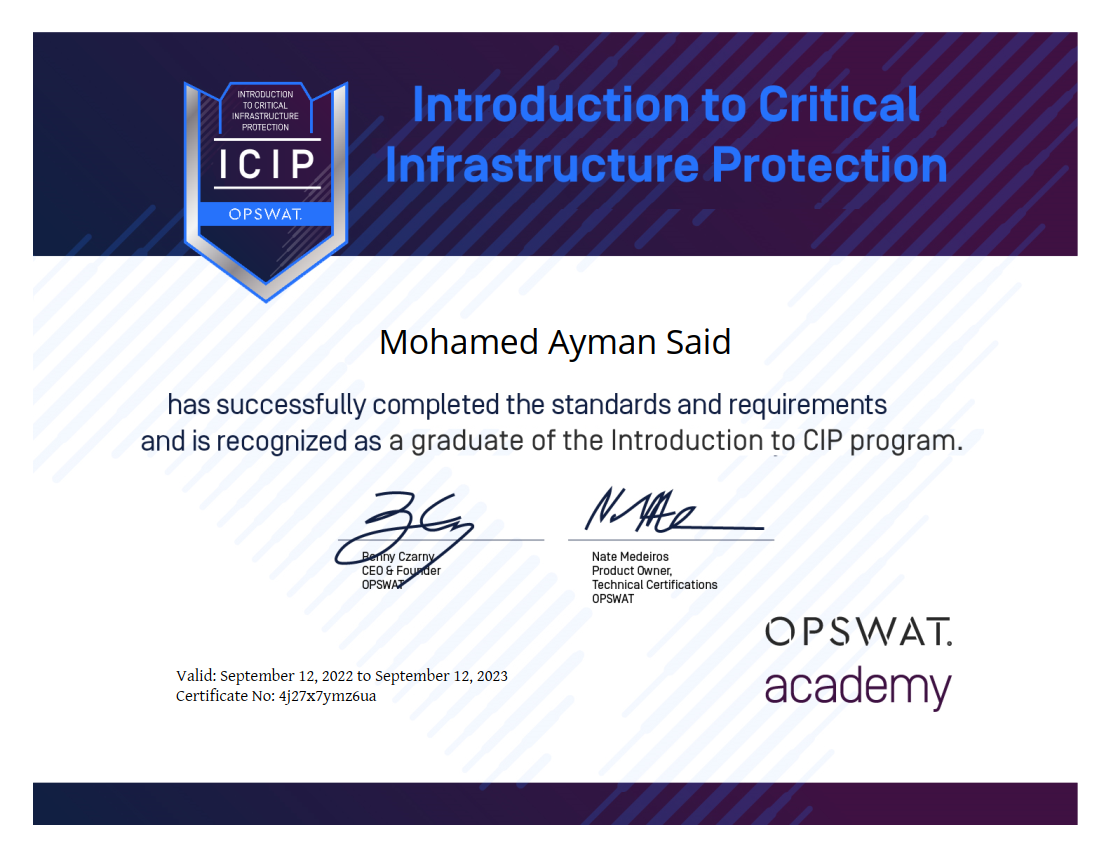 INTRODUCTION
TO CRITICAL
INFRASTRUCTURE
PROTECTION
ICIP
OPSWAT.
Introduction to Critical
Infrastructure Protection
Mohamed Ayman Said
has successfully completed the standards and requirements
and is recognized as a graduate of the Introduction to CIP program.
Benny Czarny
CEO & Founder
OPSWAT
Nate Medeiros
Product Owner,
Technical Certifications
OPSWAT
OPSWAT.
academy
Valid: September 12, 2022 to September 12, 2023
Certificate No: 4j27x7ymz6ua